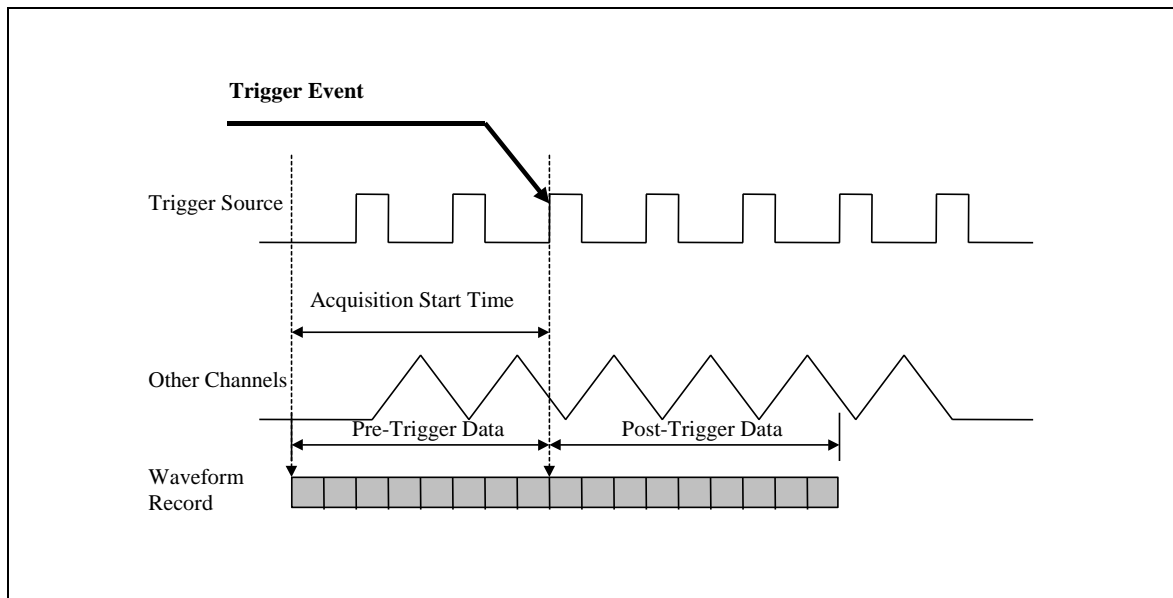 Trigger Event
Trigger Source
Acquisition Start Time
Other Channels
Pre-Trigger Data
Post-Trigger Data
Waveform
Record